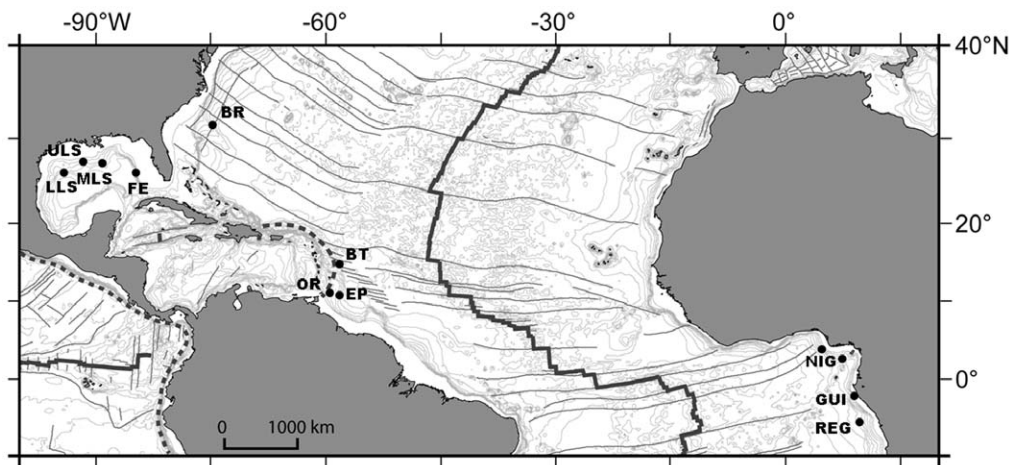 -90°W -60° -30° 0°
40°N
BR
ULS
MLS
LLS FE
20°
BT
OR EP
NIG
0°
GUI
0 1000 km
REG